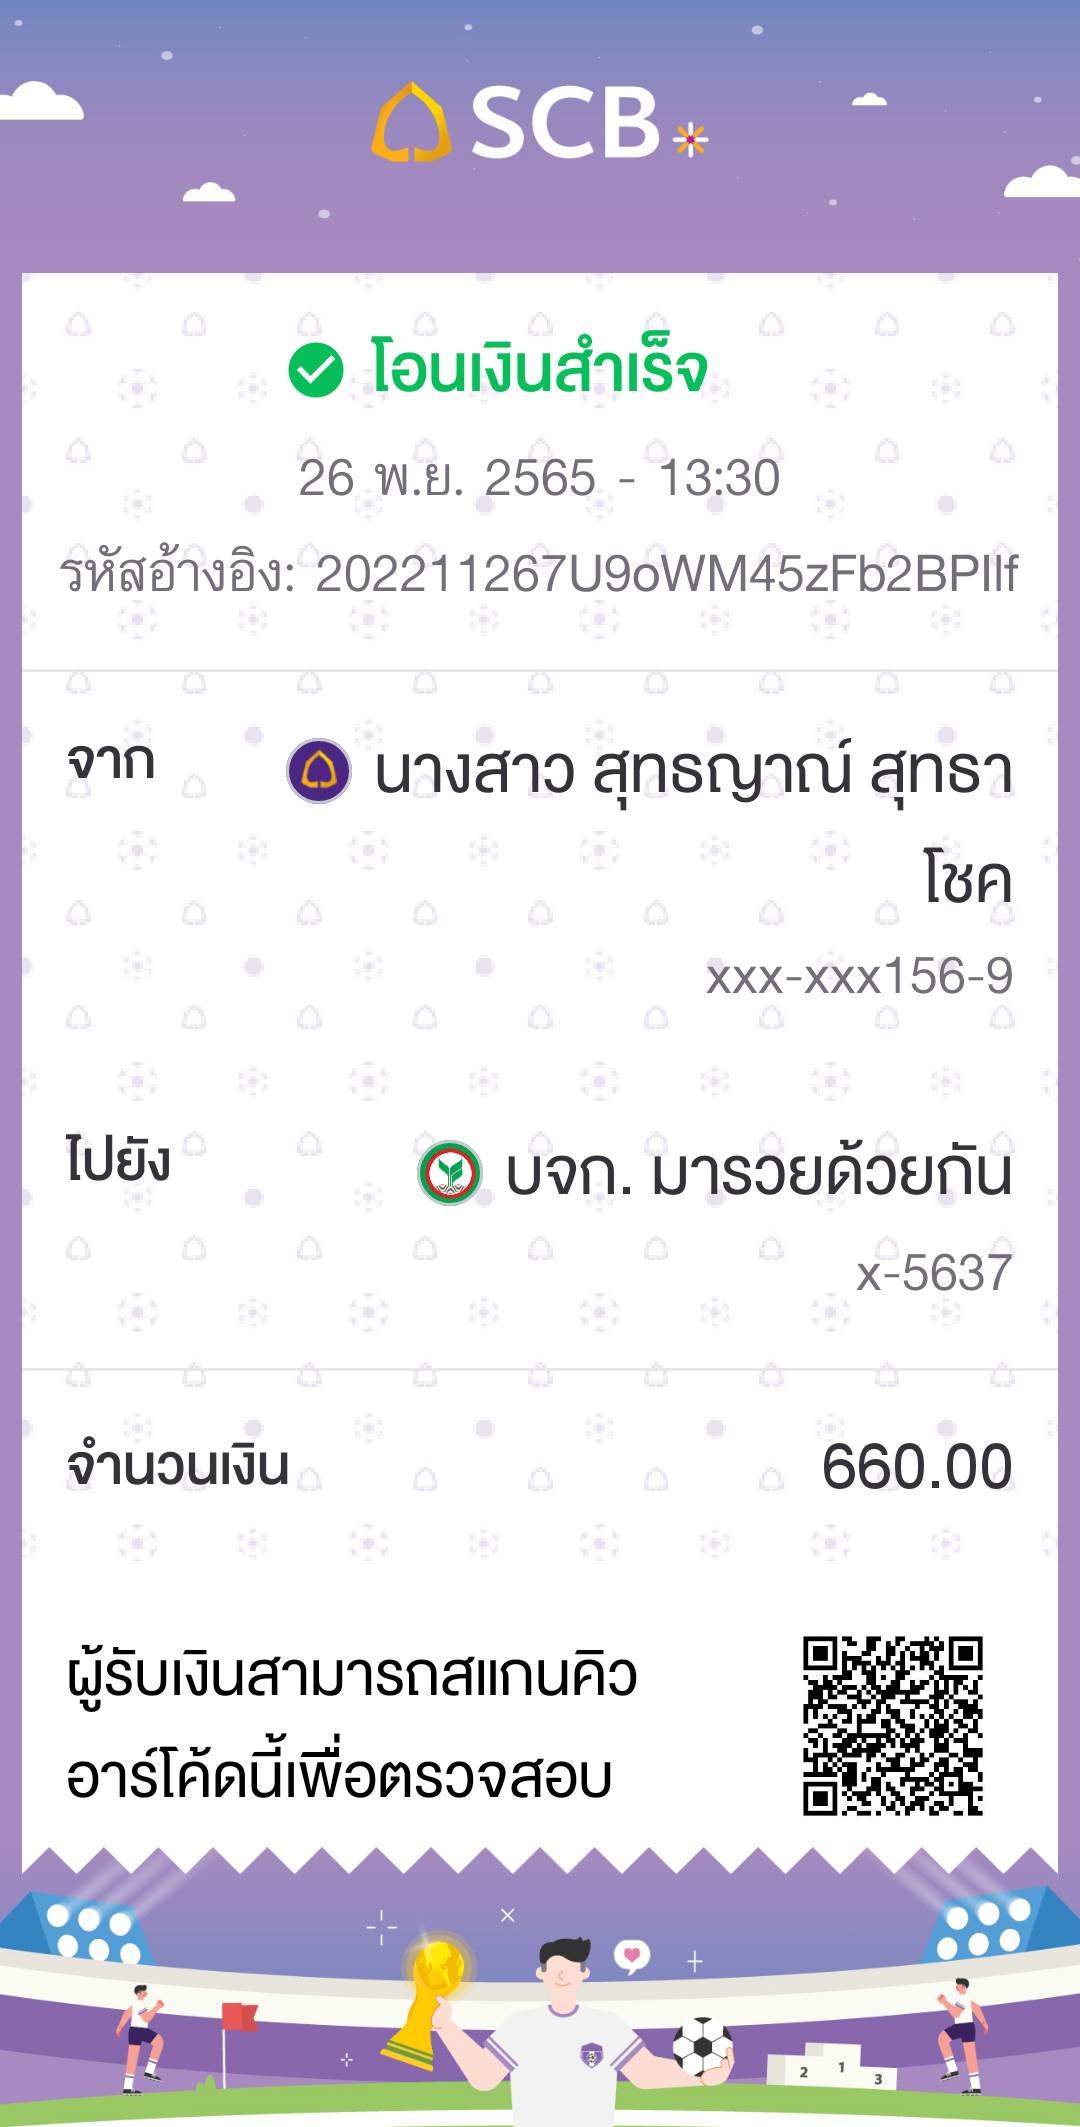 SCB
โอนเงินสำเร็จ
26 พ.ย. 2565 - 13:30
รหัสอ้างอิง: 202211267U9oWM45zFb2BPIlf
จาก นางสาว สุทธญาณ์ สุทธา
โชค
xxx-xxx156-9
ไปยัง บจก. มารวยด้วยกัน
x-5637
จำนวนเงิน 660.00
ผู้รับเงินสามารถสแกนคิว
อาร์โค้ดนี้เพื่อตรวจสอบ
2 1 3